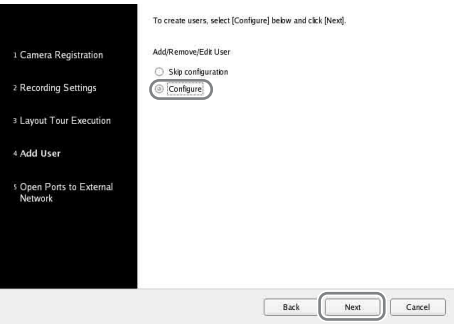 To create users, select [Configure] below and click [Next].
1 Camera Registration
2 Recording Settings
3 Layout Tour Execution
4 Add User
5 Open Ports to External
Network
Add/Remove/Edit User
Skip configuration
Configure
Back
Next
Cancel